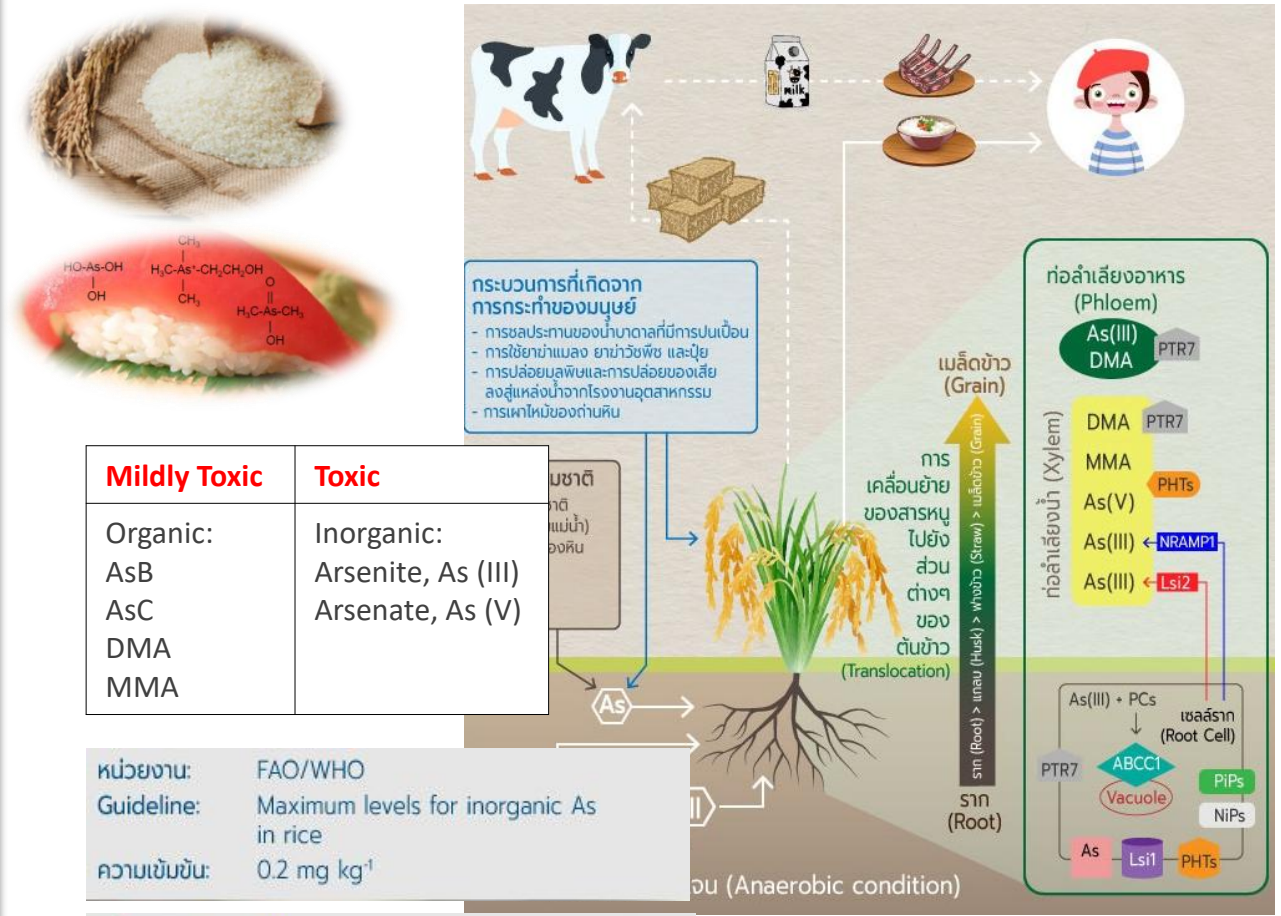 CH₃
HO-As-OH
OH
H₃C-As⁺-CH₂CH₂OH
CH₃
O
H₃C-As-CH₃
OH
milk
กระบวนการที่เกิดจาก
การกระทำของมนุษย์
- การชลประทานของน้ำบาดาลที่มีการปนเปื้อน
- การใช้ยาฆ่าแมลง ยาฆ่าวัชพืช และปุ๋ย
- การปล่อยมลพิษและการปล่อยของเสีย
ลงสู่แหล่งน้ำจากโรงงานอุตสาหกรรม
- การเผาไหม้ของถ่านหิน
Mildly Toxic
Organic:
AsB
AsC
DMA
MMA
Toxic
Inorganic:
Arsenite, As (III)
Arsenate, As (V)
มชาติ
แม่น้ำ)
องหิน
As
หน่วยงาน: FAO/WHO
Guideline: Maximum levels for inorganic As
in rice
ความเข้มข้น: 0.2 mg kg⁻¹
(Anaerobic condition)
การ
เคลื่อนย้าย
ของสารหนู
ไปยัง
ส่วน
ต่างๆ
ของ
ต้นข้าว
(Translocation)
เมล็ดข้าว
(Grain)
ราก (Root) > แกลบ (Husk) > ฟางข้าว (Straw) > เมล็ดข้าว (Grain)
ราก
(Root)
ท่อลำเลียงอาหาร
(Phloem)
As(III)
DMA
PTR7
ท่อลำเลียงน้ำ (Xylem)
DMA
PTR7
MMA
PHTs
As(V)
As(III)
NRAMP1
As(III)
Lsi2
As(III) + PCs
เซลล์ราก
(Root Cell)
PTR7
ABCC1
Vacuole
PiPs
NiPs
As
Lsi1
PHTs